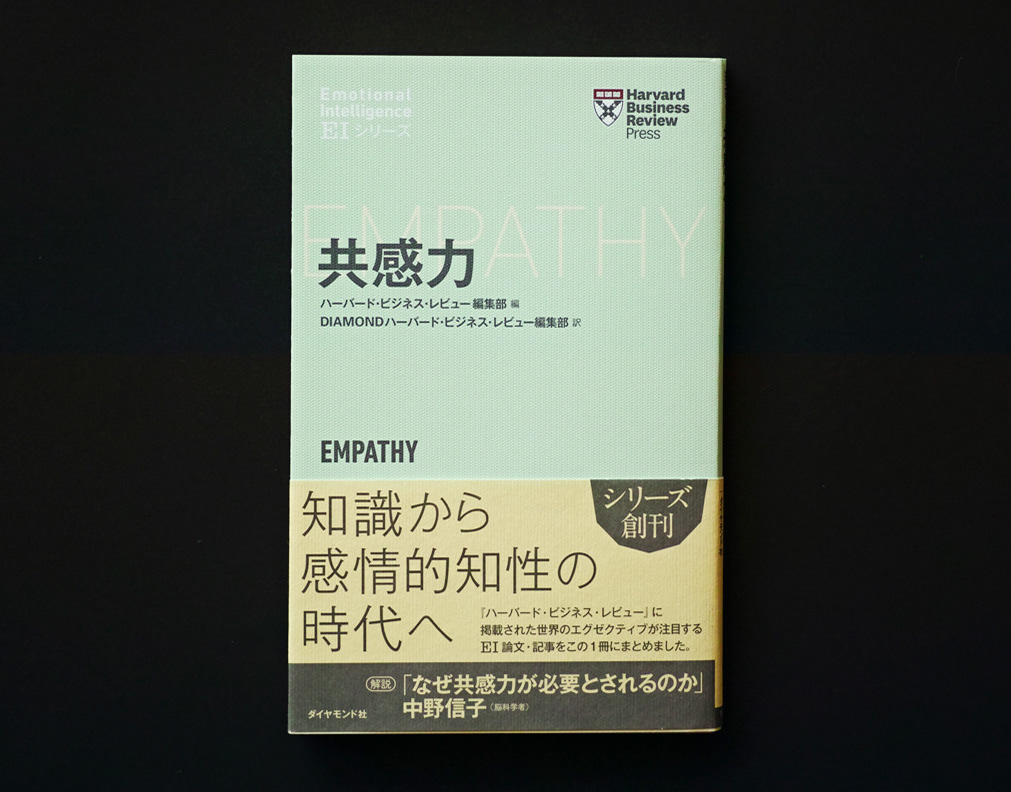 Emotional
Intelligence
EI シリーズ
Harvard
Business
Review
Press
EMPATHY
共感力
ハーバード・ビジネス・レビュー編集部 編
DIAMONDハーバード・ビジネス・レビュー編集部 訳
EMPATHY
シリーズ
創刊
知識から
感情的知性の
時代へ
『ハーバード・ビジネス・レビュー』に
掲載された世界のエグゼクティブが注目する
EI 論文・記事をこの1冊にまとめました。
解説 「なぜ共感力が必要とされるのか」
中野信子(脳科学者)
ダイヤモンド社